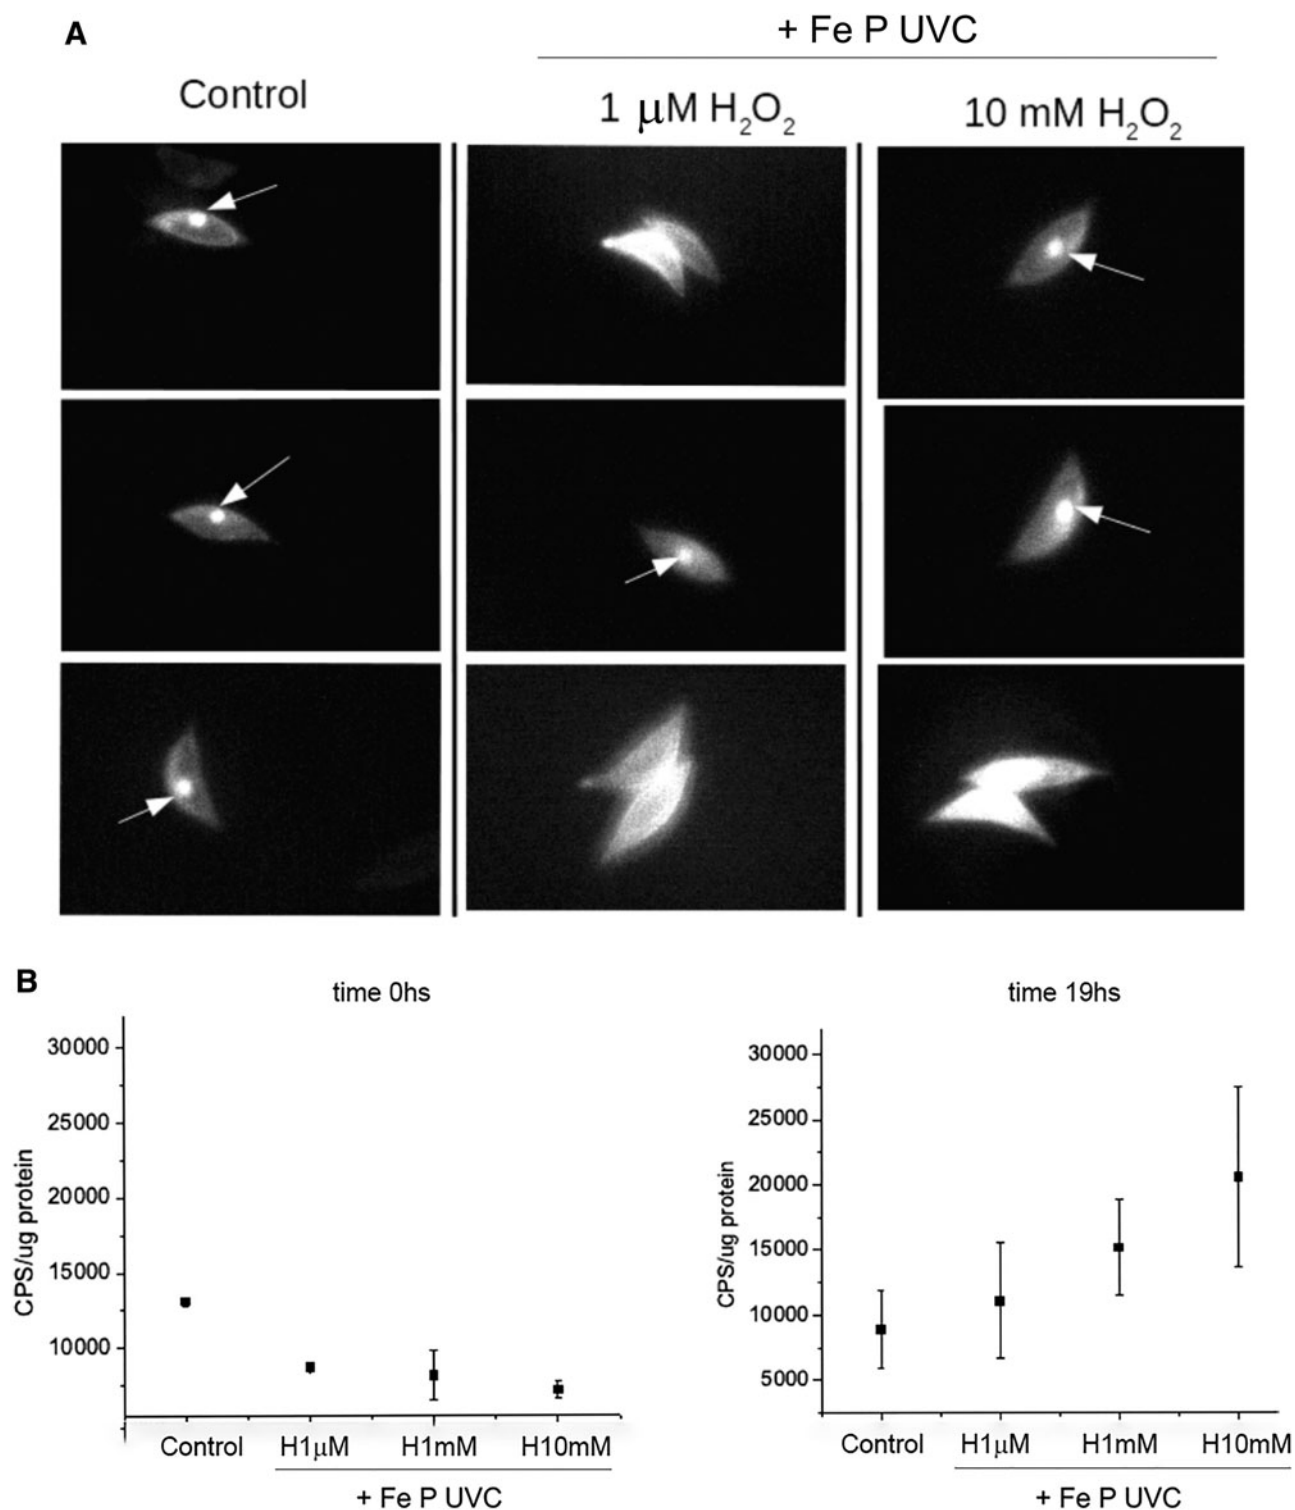 A
+ Fe P UVC
Control
1 μM H₂O₂
10 mM H₂O₂
B
time 0hs
30000
25000
20000
15000
10000
CPS/ug protein
Control
H1μM
H1mM
H10mM
+ Fe P UVC
time 19hs
30000
25000
20000
15000
10000
5000
CPS/ug protein
Control
H1μM
H1mM
H10mM
+ Fe P UVC